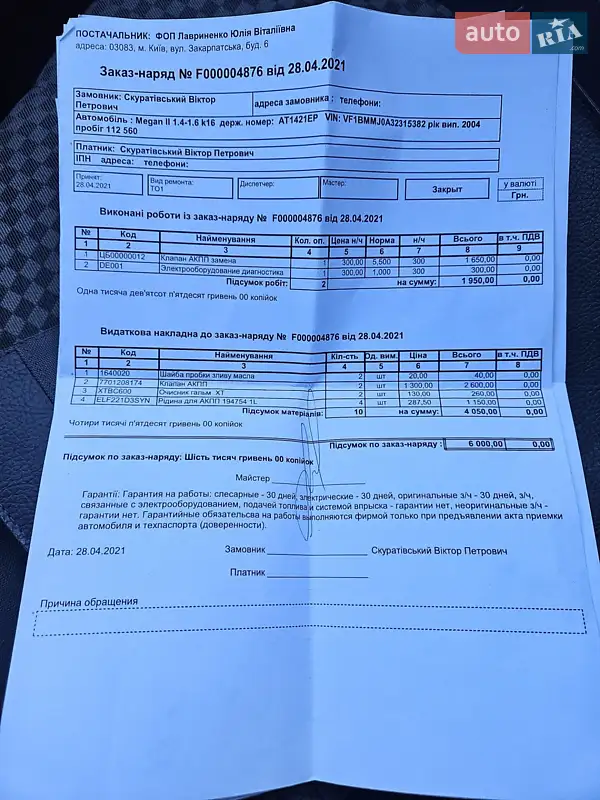 auto RIA .com
ПОСТАЧАЛЬНИК: ФОП Лавриненко Юлія Віталіївна
адреса: 03083, м. Київ, вул. Закарпатська, буд. 6
Заказ-наряд № F000004876 від 28.04.2021
Замовник: Скуратівський Віктор Петрович адреса замовника : телефони:
Автомобіль : Megan II 1.4-1.6 k16 держ. номер: AT1421EP VIN: VF1BMMJ0A32315382 рік вип. 2004
пробіг 112 560
Платник: Скуратівський Віктор Петрович
ІПН адреса: телефони:
Принят: 28.04.2021 Вид ремонта: ТО1 Диспетчер: Мастер: Закрыт у валюті Грн.
Виконані роботи із заказ-наряду № F000004876 від 28.04.2021
№ Код Найменування Кол. оп. Цена н/ч Норма н/ч Всього в т.ч. ПДВ
1 2 3 4 5 6 7 8 9
1 ЦБ00000012 Клапан АКПП замена 1 300,00 5,500 300 1 650,00 0,00
2 DE001 Электрооборудование диагностика 1 300,00 1,000 300 300,00 0,00
Підсумок робіт: 2 на сумму: 1 950,00 0,00
Одна тисяча дев'ятсот п'ятдесят гривень 00 копійок
Видаткова накладна до заказ-наряду № F000004876 від 28.04.2021
№ Код Найменування Кіл-сть Од. вим. Ціна Всього в т.ч. ПДВ
1 2 3 4 5 6 7 8
1 1640020 Шайба пробки зливу масла 2 шт 20,00 40,00 0,00
2 7701208174 Клапан АКПП 2 шт 1 300,00 2 600,00 0,00
3 XTBC600 Очисник гальм XT 2 шт 130,00 260,00 0,00
4 ELF221D3SYN Рідина для АКПП 194754 1L 4 шт 287,50 1 150,00 0,00
Підсумок матеріалів: 10 на сумму: 4 050,00 0,00
Чотири тисячі п'ятдесят гривень 00 копійок
Підсумок по заказ-наряду : 6 000,00 0,00
Підсумок по заказ-наряду: Шість тисяч гривень 00 копійок
Майстер
Гарантії: Гарантия на работы: слесарные - 30 дней, электрические - 30 дней, оригинальные з/ч - 30 дней, з/ч,
связанные с электрооборудованием, подачей топлива и системой впрыска - гарантии нет, неоригинальные з/ч -
гарантии нет. Гарантийные обязательсва на работы выполняются фирмой только при предъявлении акта приемки
автомобиля и техпаспорта (доверенности).
Дата: 28.04.2021 Замовник Скуратівський Віктор Петрович
Платник
Причина обращения